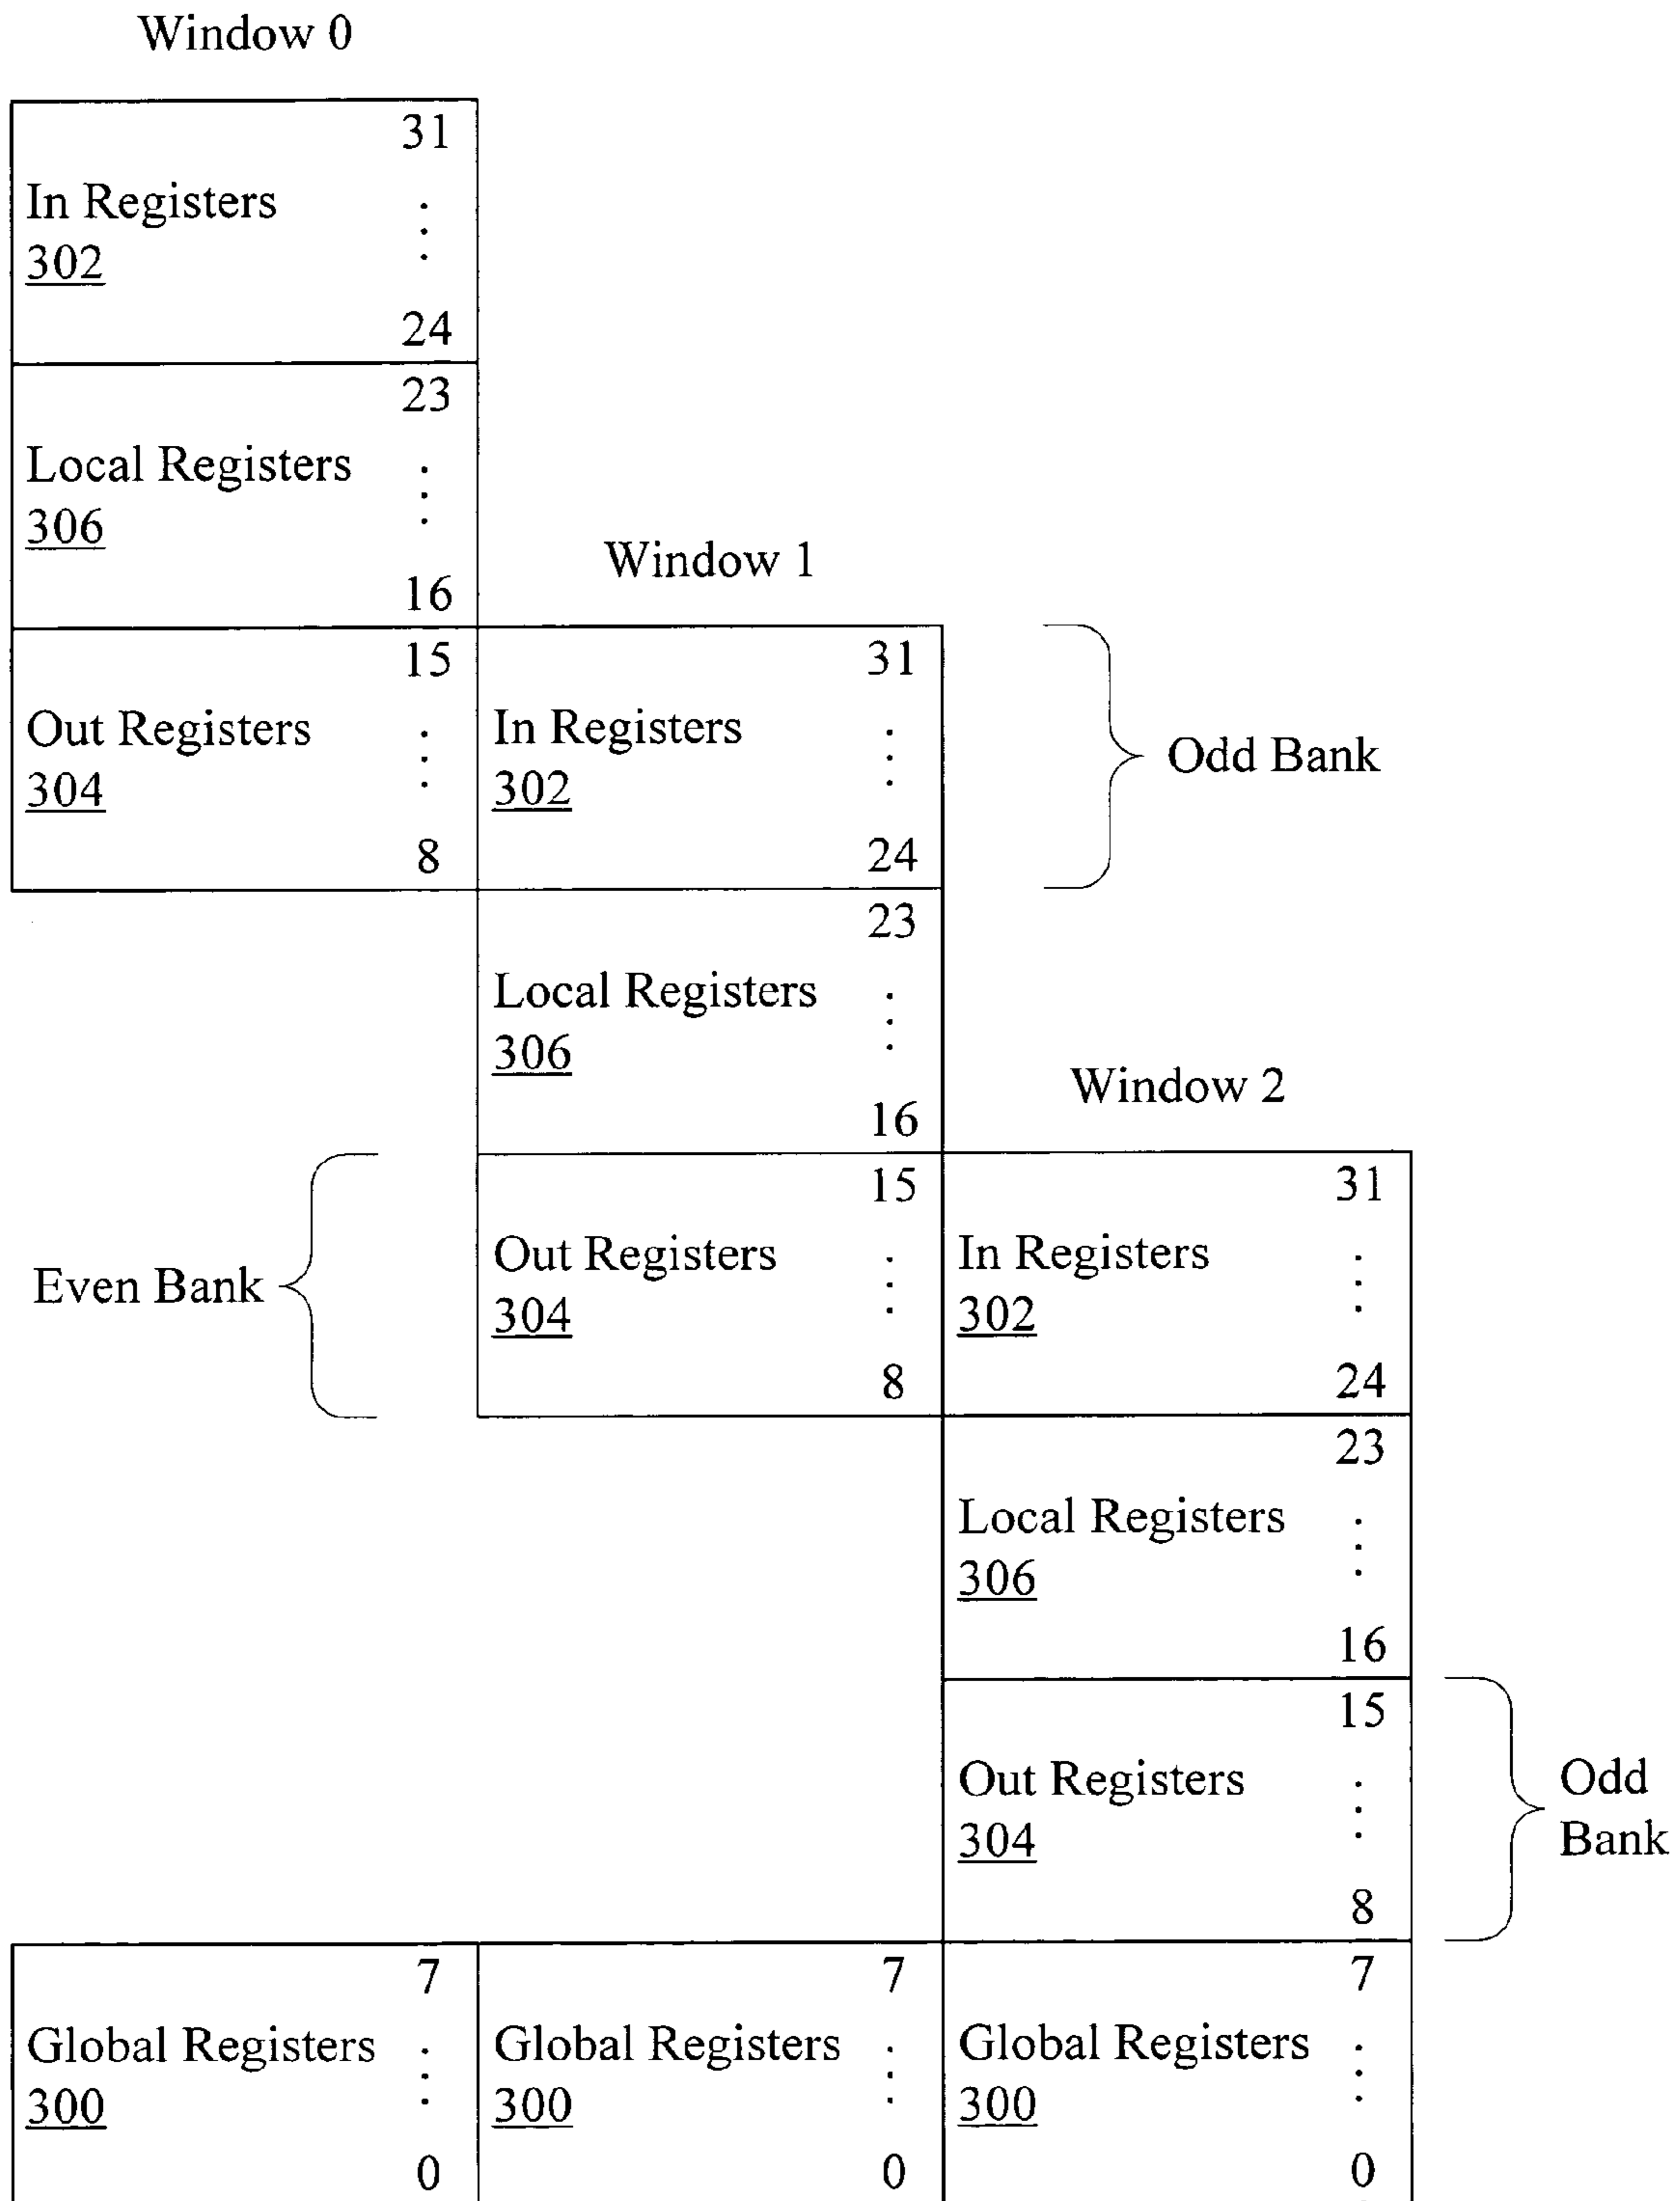 Window 0
31
In Registers
302
24
23
Local Registers
306
16
Window 1
15
Out Registers
304
8
31
In Registers
302
24
Odd Bank
23
Local Registers
306
16
Window 2
Even Bank
15
Out Registers
304
8
31
In Registers
302
24
23
Local Registers
306
16
15
Out Registers
304
8
Odd
Bank
7
Global Registers
300
0
7
Global Registers
300
0
7
Global Registers
300
0